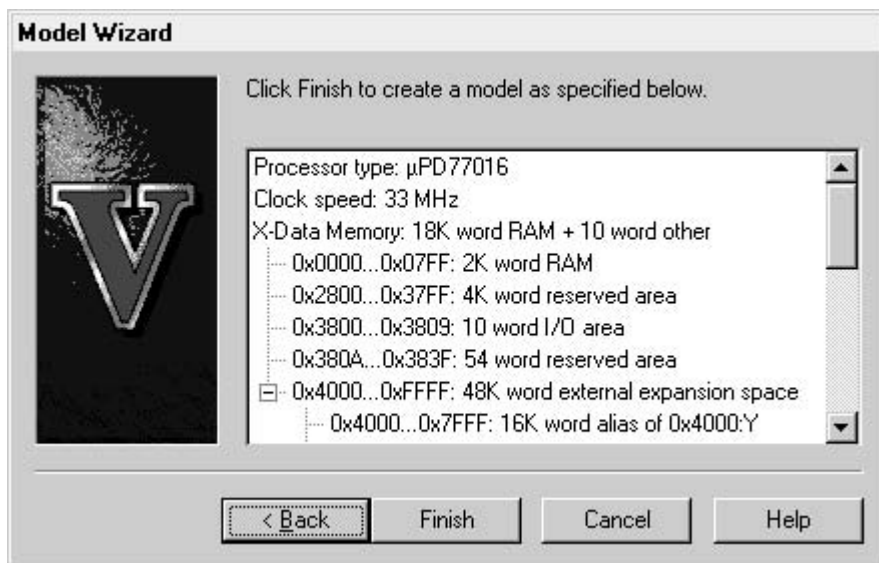 Model Wizard
V
Click Finish to create a model as specified below.
Processor type: µPD77016
Clock speed: 33 MHz
X-Data Memory: 18K word RAM + 10 word other
0x0000...0x07FF: 2K word RAM
0x2800...0x37FF: 4K word reserved area
0x3800...0x3809: 10 word I/O area
0x380A...0x383F: 54 word reserved area
0x4000...0xFFFF: 48K word external expansion space
0x4000...0x7FFF: 16K word alias of 0x4000:Y
< Back Finish Cancel Help